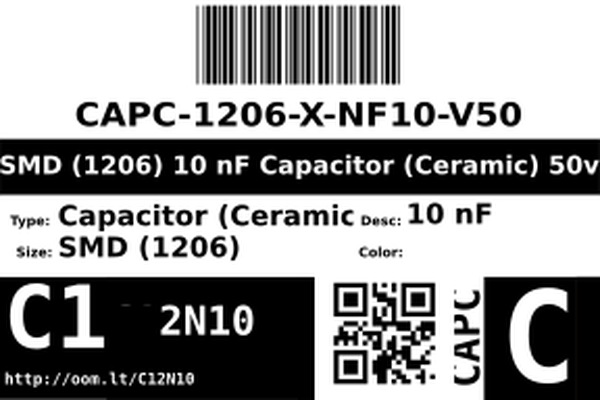 CAPC-1206-X-NF10-V50
SMD (1206) 10 nF Capacitor (Ceramic) 50v
Type: Capacitor (Ceramic Desc: 10 nF
Size: SMD (1206) Color:
C1 2N10
http://oom.lt/C12N10
CAPC
C